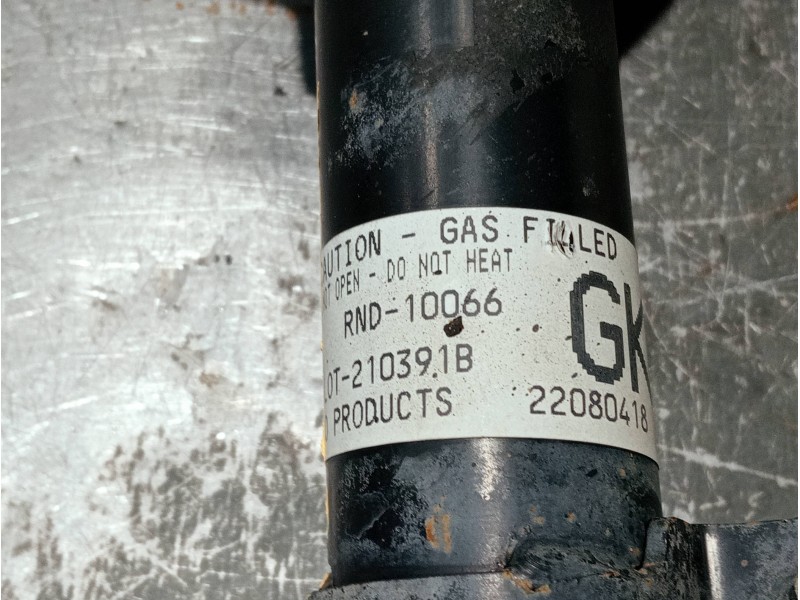 AUTION - GAS FILLED
OT OPEN - DO NOT HEAT
RND-10066
GK
LOT-210391B
PRODUCTS 22080418